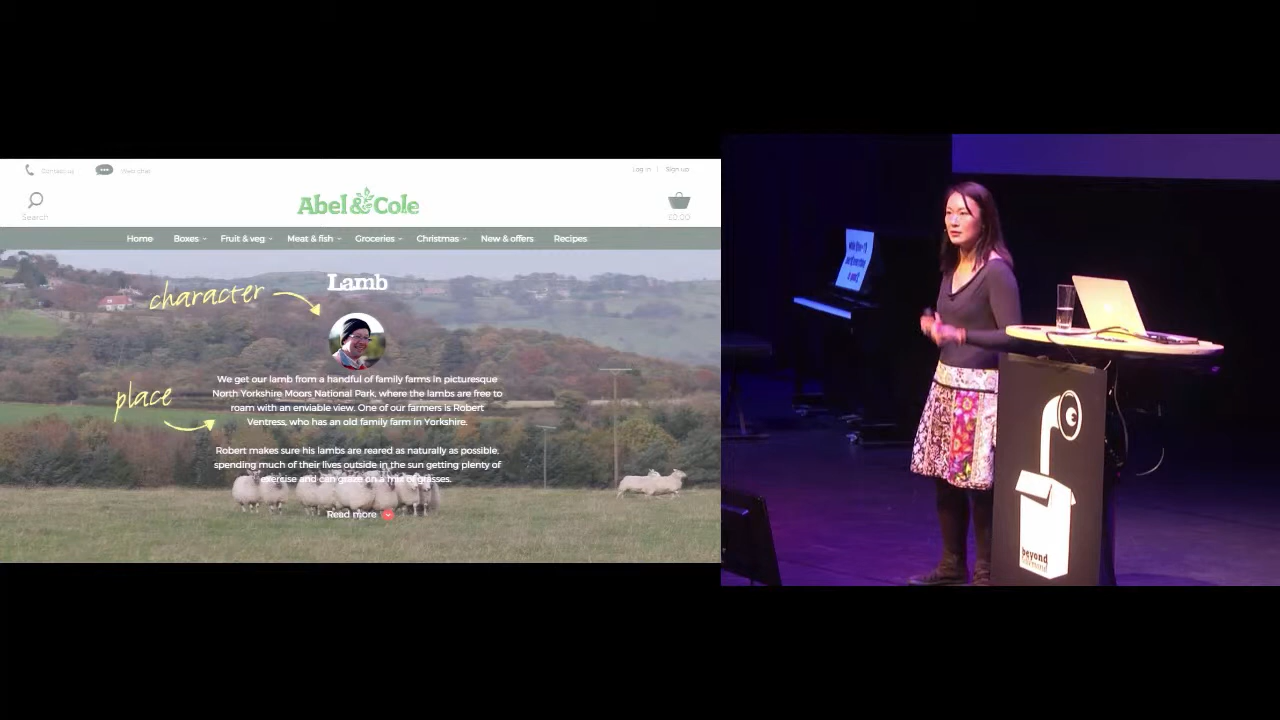 Contact us
Web chat
Log in | Sign up
Search
Abel & Cole
£0.00
Home Boxes Fruit & veg Meat & fish Groceries Christmas New & offers Recipes
Lamb
character
We get our lamb from a handful of family farms in picturesque
North Yorkshire Moors National Park, where the lambs are free to
roam with an enviable view. One of our farmers is Robert
Ventress, who has an old family farm in Yorkshire.
place
Robert makes sure his lambs are reared as naturally as possible,
spending much of their lives outside in the sun getting plenty of
exercise and can graze on a mix of grasses.
Read more
beyond